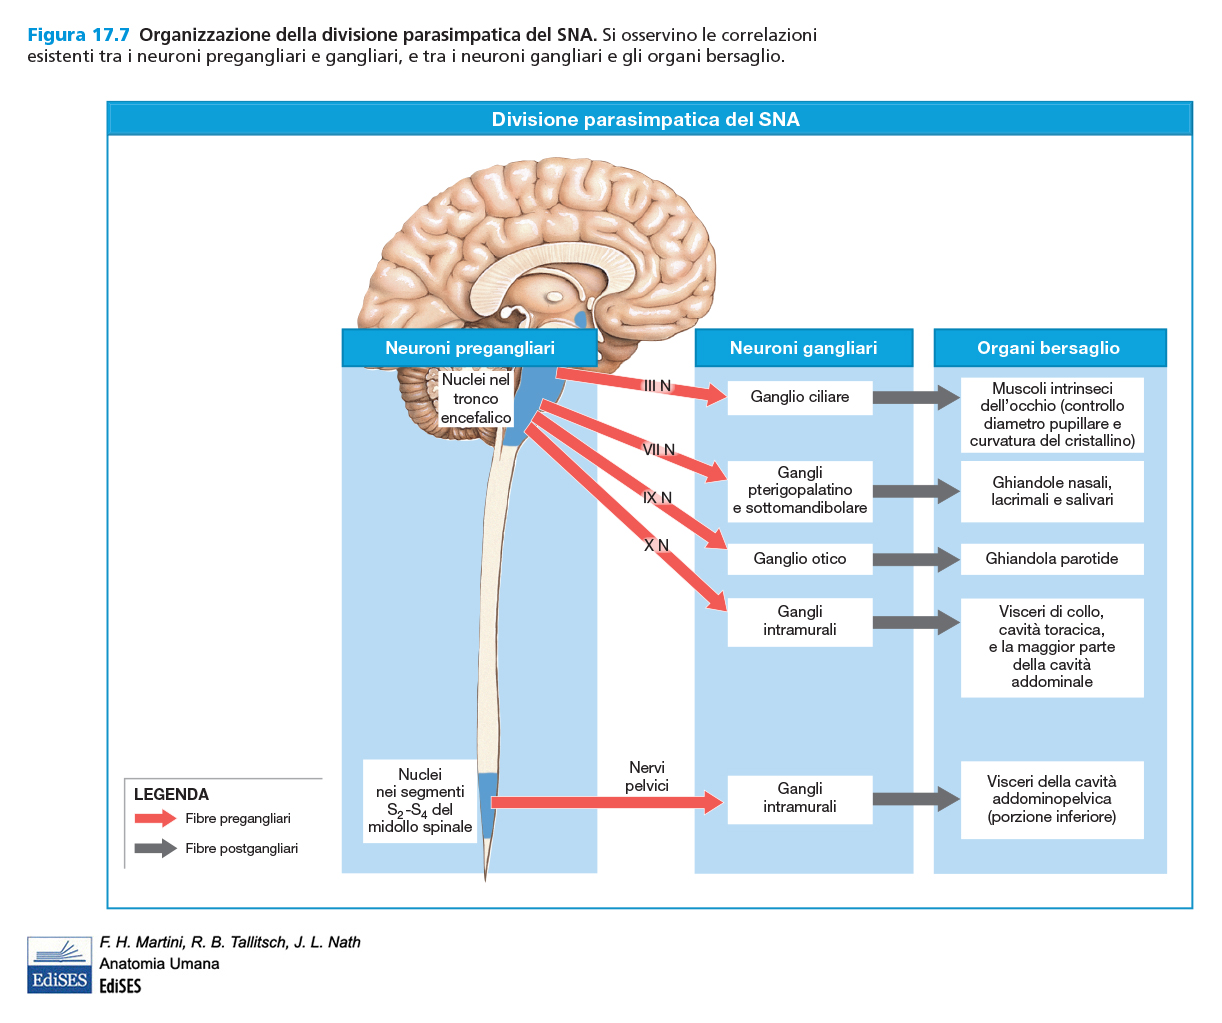 Figura 17.7 Organizzazione della divisione parasimpatica del SNA. Si osservino le correlazioni
esistenti tra i neuroni pregangliari e gangliari, e tra i neuroni gangliari e gli organi bersaglio.
Divisione parasimpatica del SNA
Neuroni pregangliari
Neuroni gangliari
Organi bersaglio
Nuclei nel
tronco
encefalico
III N
Ganglio ciliare
Muscoli intrinseci
dell'occhio (controllo
diametro pupillare e
curvatura del cristallino)
VII N
Gangli
pterigopalatino
e sottomandibolare
Ghiandole nasali,
lacrimali e salivari
IX N
Ganglio otico
Ghiandola parotide
X N
Gangli
intramurali
Visceri di collo,
cavità toracica,
e la maggior parte
della cavità
addominale
Nuclei
nei segmenti
S2-S4 del
midollo spinale
Nervi
pelvici
Gangli
intramurali
Visceri della cavità
addominopelvica
(porzione inferiore)
LEGENDA
Fibre pregangliari
Fibre postgangliari
F. H. Martini, R. B. Tallitsch, J. L. Nath
Anatomia Umana
EdiSES
EdiSES